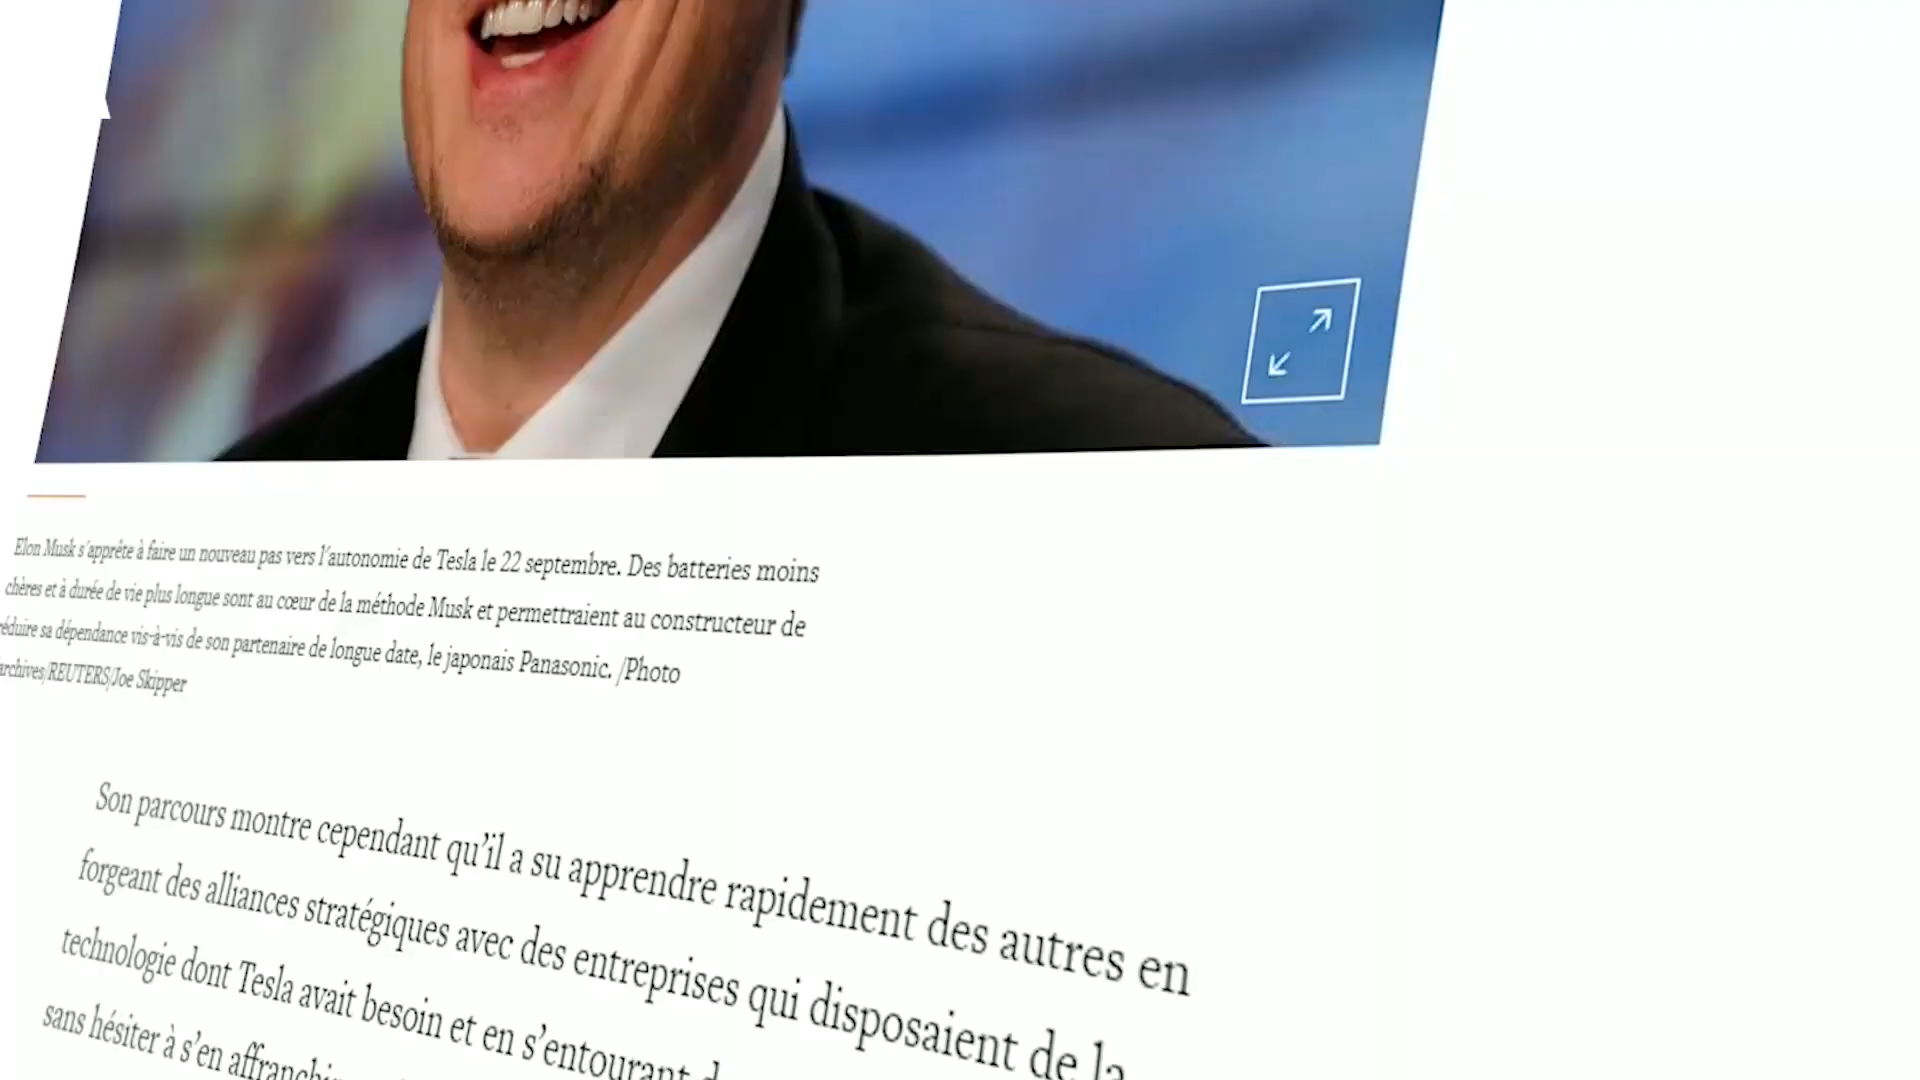 Elon Musk s'apprête à faire un nouveau pas vers l'autonomie de Tesla le 22 septembre. Des batteries moins
chères et à durée de vie plus longue sont au cœur de la méthode Musk et permettraient au constructeur de
réduire sa dépendance vis-à-vis de son partenaire de longue date, le japonais Panasonic. /Photo
archives/REUTERS/Joe Skipper
Son parcours montre cependant qu’il a su apprendre rapidement des autres en
forgeant des alliances stratégiques avec des entreprises qui disposaient de la
technologie dont Tesla avait besoin et en s’entourant
sans hésiter à s’en affranchir